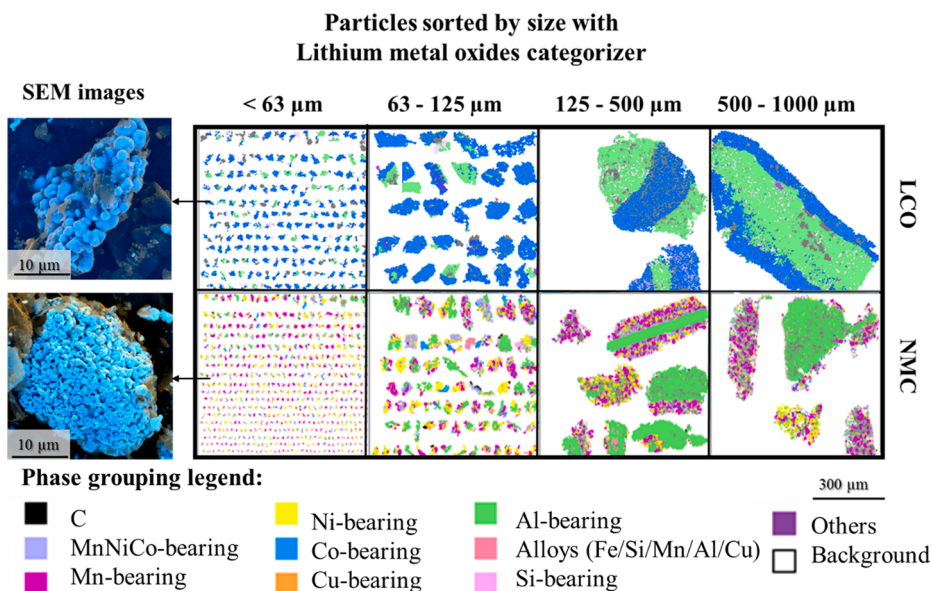 Particles sorted by size with
Lithium metal oxides categorizer
SEM images
< 63 µm
63 - 125 µm
125 - 500 µm
500 - 1000 µm
10 µm
LCO
10 µm
NMC
Phase grouping legend:
300 µm
C
MnNiCo-bearing
Mn-bearing
Ni-bearing
Co-bearing
Cu-bearing
Al-bearing
Alloys (Fe/Si/Mn/Al/Cu)
Si-bearing
Others
Background